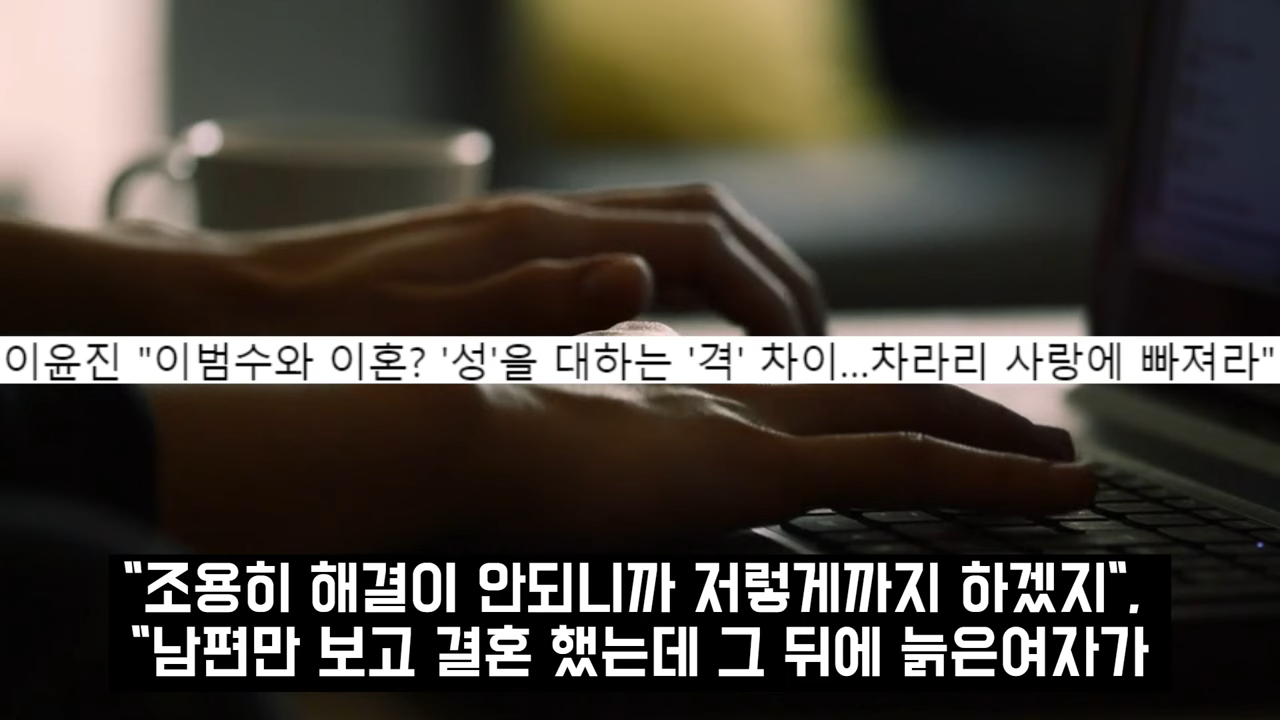 이윤진 "이범수와 이혼? '성'을 대하는 '격' 차이...차라리 사랑에 빠져라"
"조용히 해결이 안되니까 저렇게까지 하겠지",
"남편만 보고 결혼 했는데 그 뒤에 늙은여자가